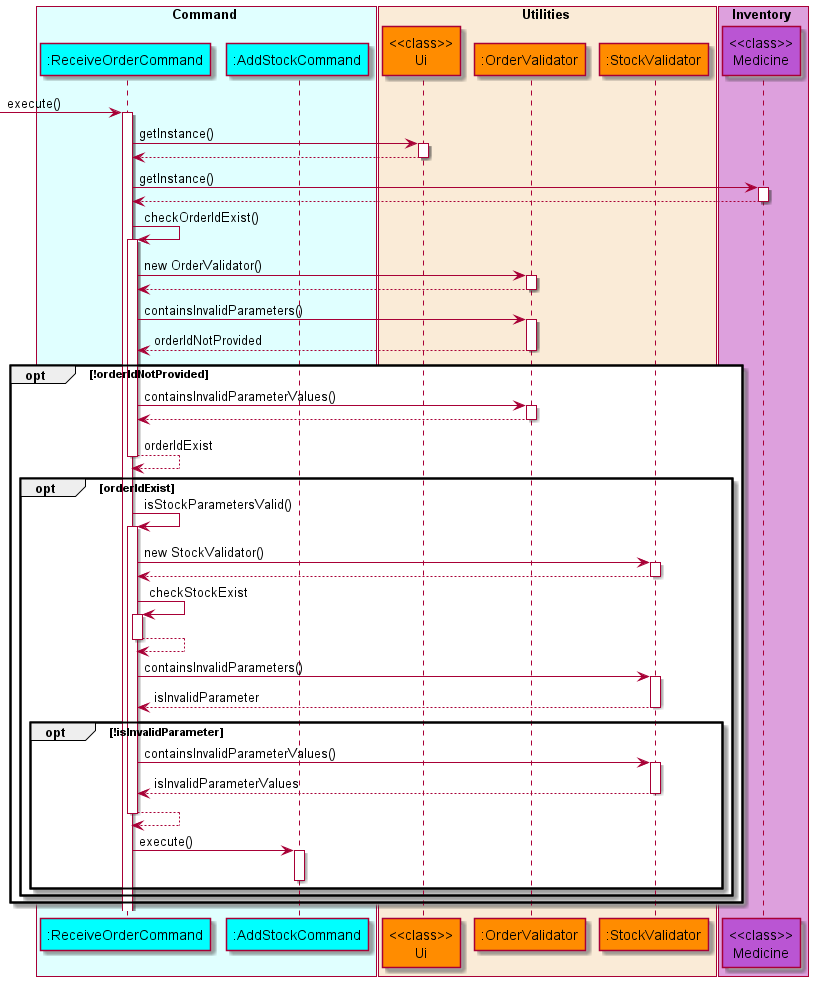 Command
Utilities
Inventory
:ReceiveOrderCommand
:AddStockCommand
<<class>>
Ui
:OrderValidator
:StockValidator
<<class>>
Medicine
execute()
getInstance()
getInstance()
checkOrderIdExist()
new OrderValidator()
containsInvalidParameters()
orderIdNotProvided
opt
[!orderIdNotProvided]
containsInvalidParameterValues()
orderIdExist
opt
[orderIdExist]
isStockParametersValid()
new StockValidator()
checkStockExist
containsInvalidParameters()
isInvalidParameter
opt
[!isInvalidParameter]
containsInvalidParameterValues()
isInvalidParameterValues
execute()
:ReceiveOrderCommand
:AddStockCommand
<<class>>
Ui
:OrderValidator
:StockValidator
<<class>>
Medicine